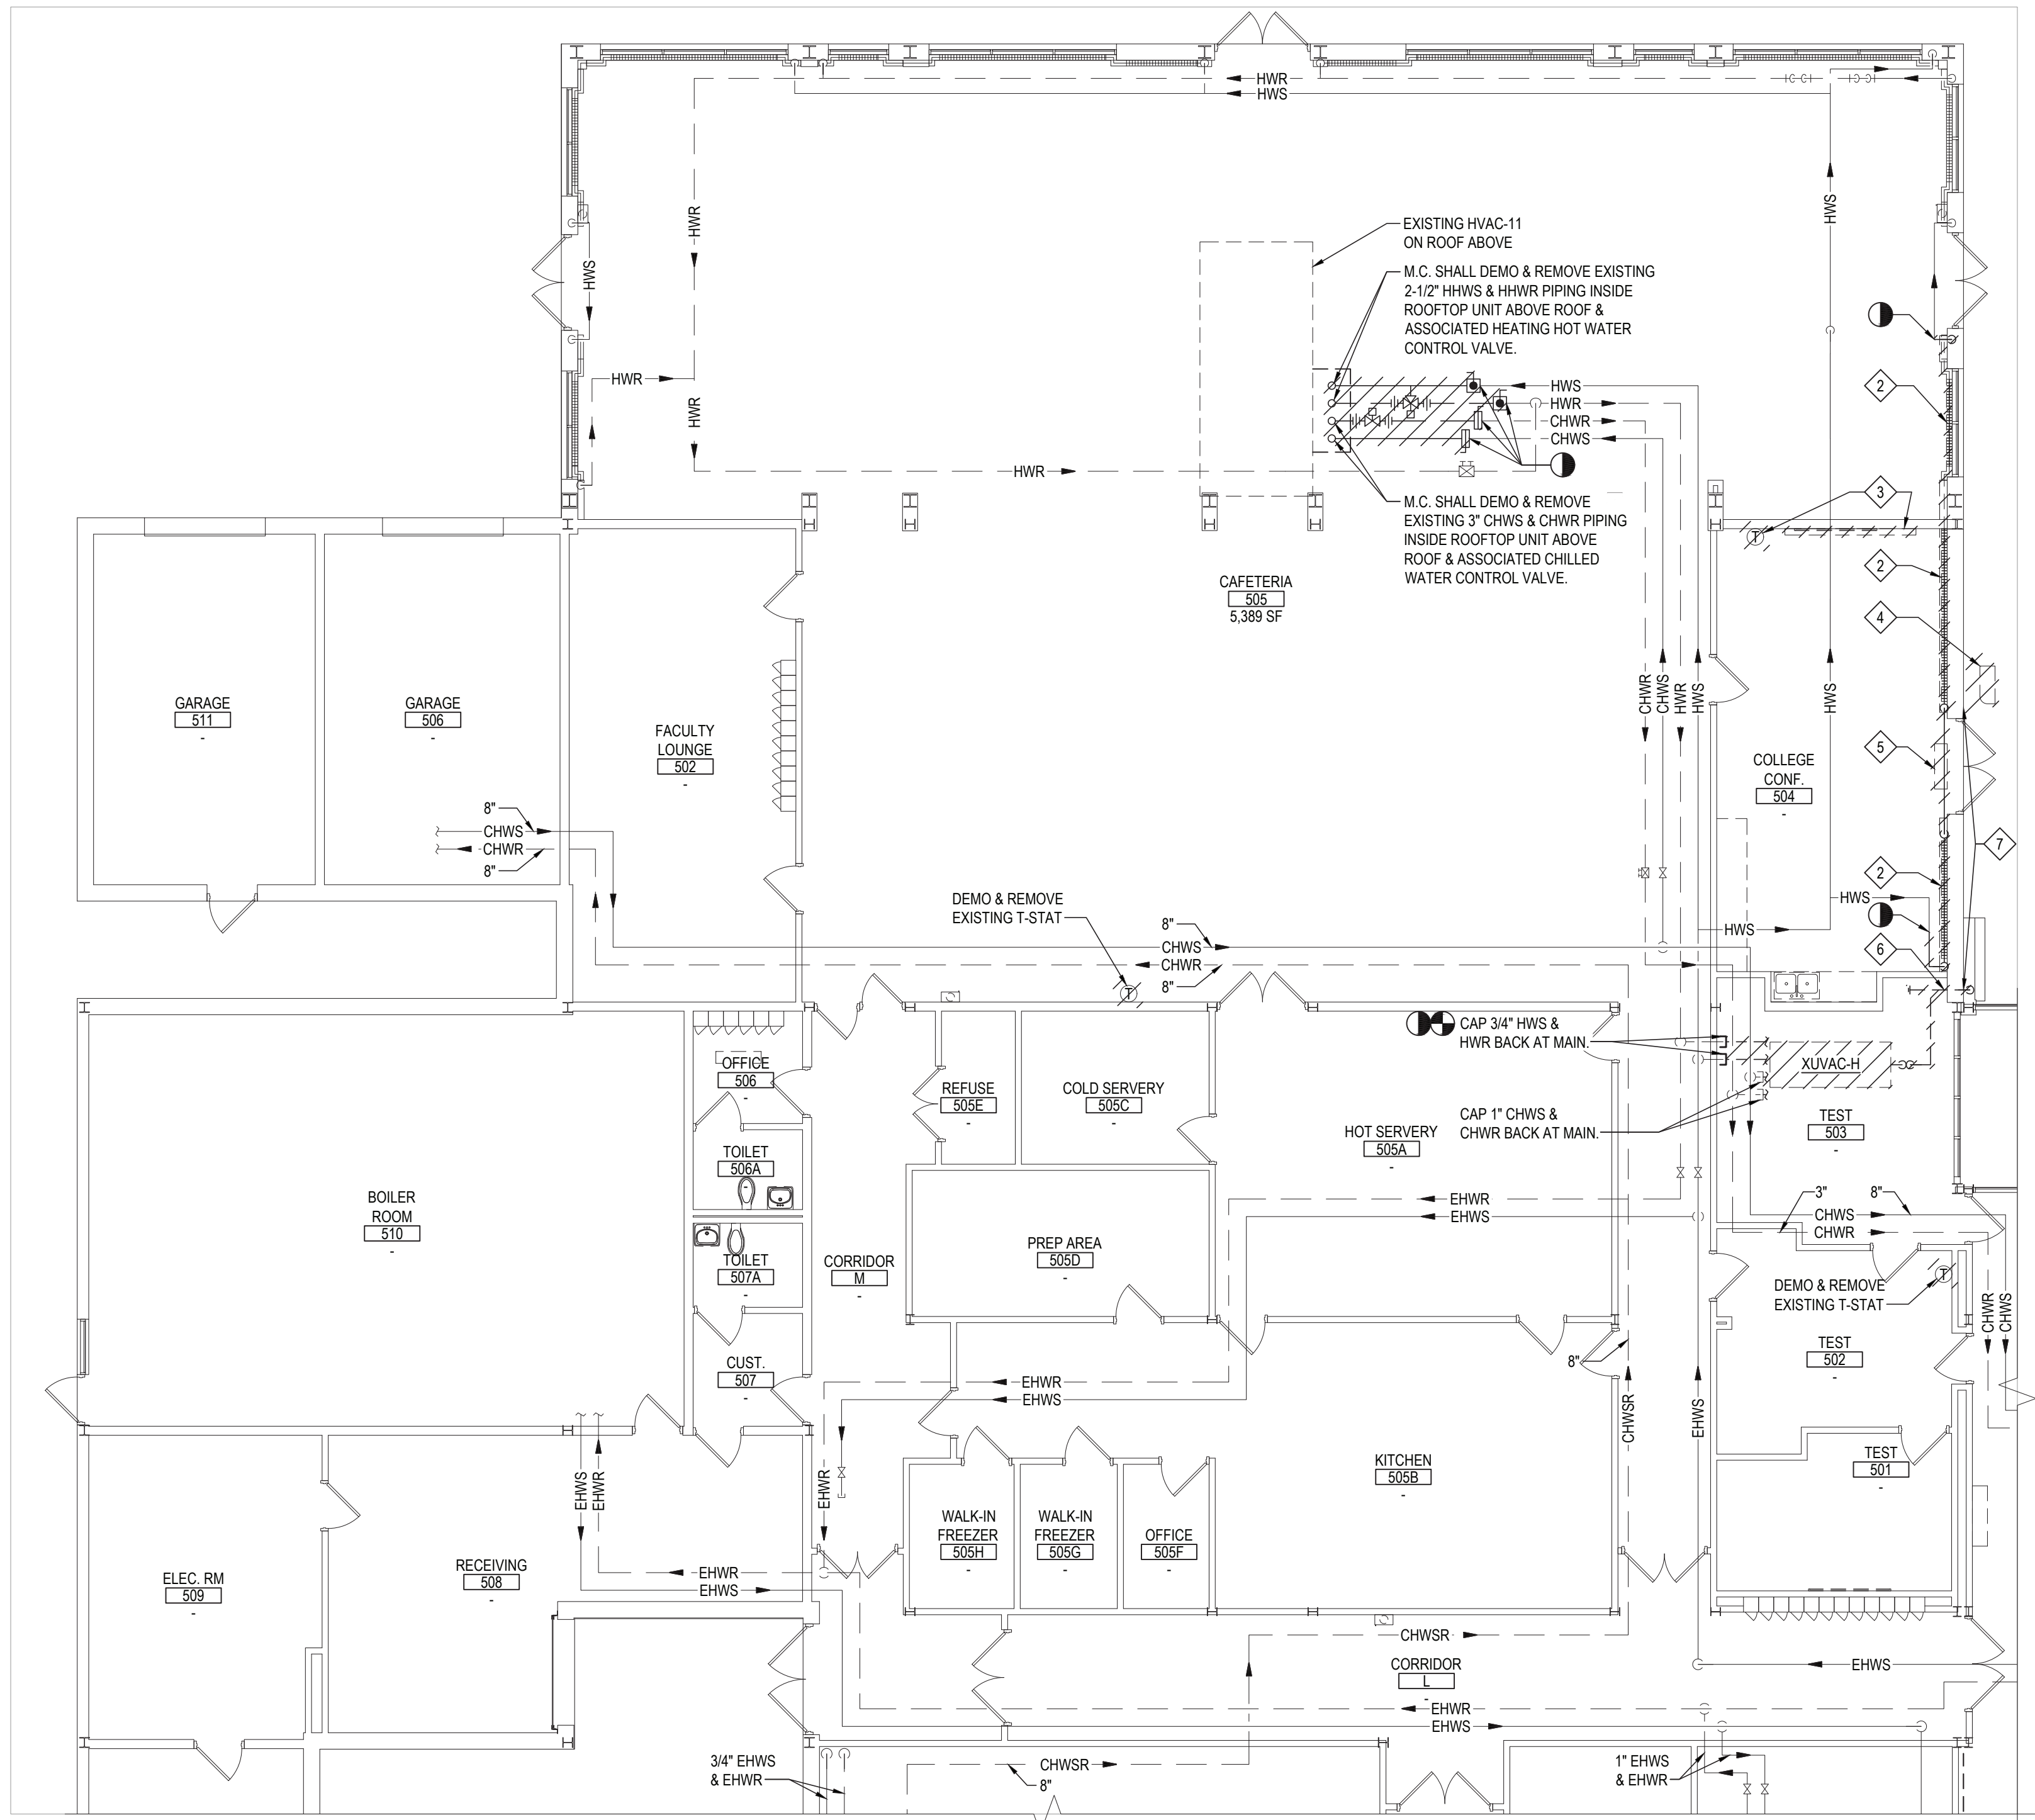 HWR
HWS
HWS
HWR
HWS
EXISTING HVAC-11
ON ROOF ABOVE
M.C. SHALL DEMO & REMOVE EXISTING
2-1/2" HHWS & HHWR PIPING INSIDE
ROOFTOP UNIT ABOVE ROOF &
ASSOCIATED HEATING HOT WATER
CONTROL VALVE.
HWR
HWR
2
HWS
HWR
CHWR
CHWS
HWR
3
T
M.C. SHALL DEMO & REMOVE
EXISTING 3" CHWS & CHWR PIPING
INSIDE ROOFTOP UNIT ABOVE
ROOF & ASSOCIATED CHILLED
WATER CONTROL VALVE.
2
CAFETERIA
505
5,389 SF
4
GARAGE
511
-
GARAGE
506
-
FACULTY
LOUNGE
502
-
CHWR
CHWS
HWR
HWS
HWS
5
COLLEGE
CONF.
504
-
8"
CHWS
CHWR
8"
7
2
HWS
DEMO & REMOVE
EXISTING T-STAT
8"
CHWS
CHWR
8"
HWS
6
T
CAP 3/4" HWS &
HWR BACK AT MAIN.
XUVAC-H
OFFICE
506
-
REFUSE
505E
-
COLD SERVERY
505C
-
CAP 1" CHWS &
CHWR BACK AT MAIN.
TEST
503
-
HOT SERVERY
505A
-
TOILET
506A
-
BOILER
ROOM
510
-
EHWR
EHWS
3"
8"
CHWS
CHWR
PREP AREA
505D
-
TOILET
507A
-
CORRIDOR
M
-
T
DEMO & REMOVE
EXISTING T-STAT
CHWR
CHWS
TEST
502
-
CUST.
507
-
8"
EHWR
EHWS
CHWSR
EHWS
KITCHEN
505B
-
TEST
501
-
EHWS
EHWR
EHWR
WALK-IN
FREEZER
505H
-
WALK-IN
FREEZER
505G
-
OFFICE
505F
-
ELEC. RM
509
-
RECEIVING
508
-
EHWR
EHWS
CHWSR
CORRIDOR
L
-
EHWS
EHWR
EHWS
3/4" EHWS
& EHWR
CHWSR
8"
1" EHWS
& EHWR